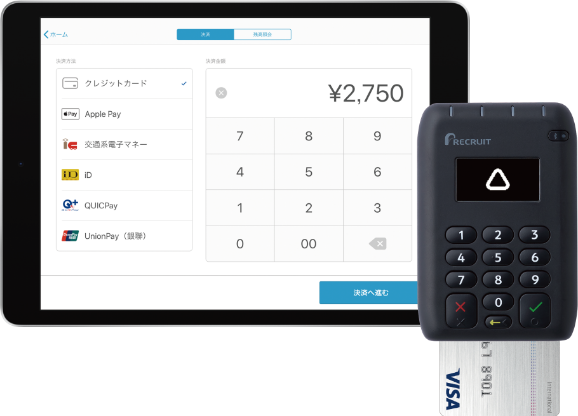 ホーム
決済
残高照会
決済方法
クレジットカード
Pay Apple Pay
交通系電子マネー
iD iD
QUICPay
UnionPay（銀聯）
決済金額
¥2,750
7 8 9
4 5 6
1 2 3
0 00
決済へ進む
RECRUIT
1 2 3
4 5 6
7 8 9
0
VISA